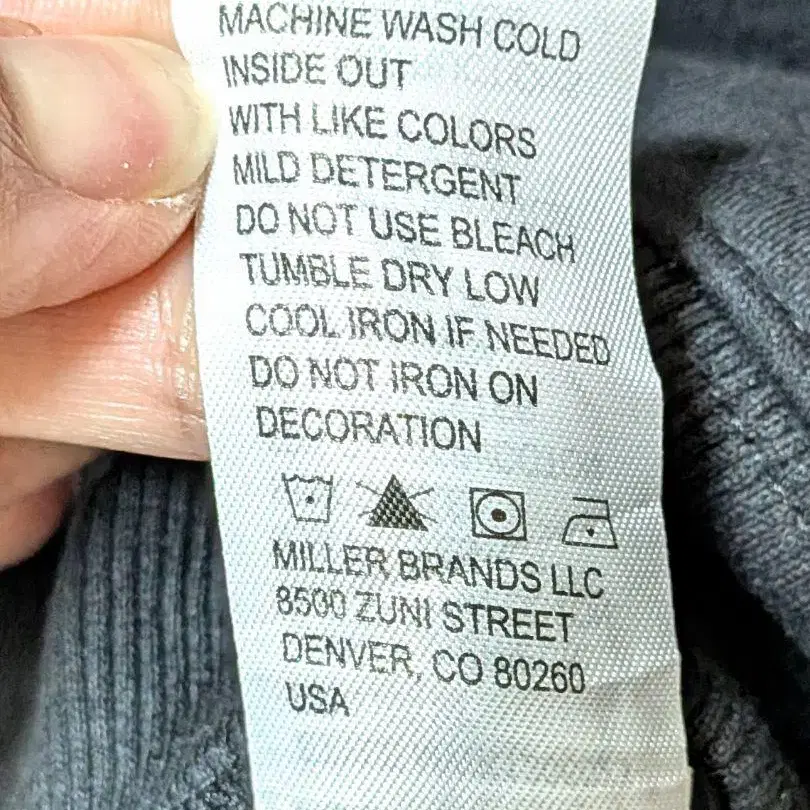 MACHINE WASH COLD
INSIDE OUT
WITH LIKE COLORS
MILD DETERGENT
DO NOT USE BLEACH
TUMBLE DRY LOW
COOL IRON IF NEEDED
DO NOT IRON ON
DECORATION
MILLER BRANDS LLC
8500 ZUNI STREET
DENVER, CO 80260
USA